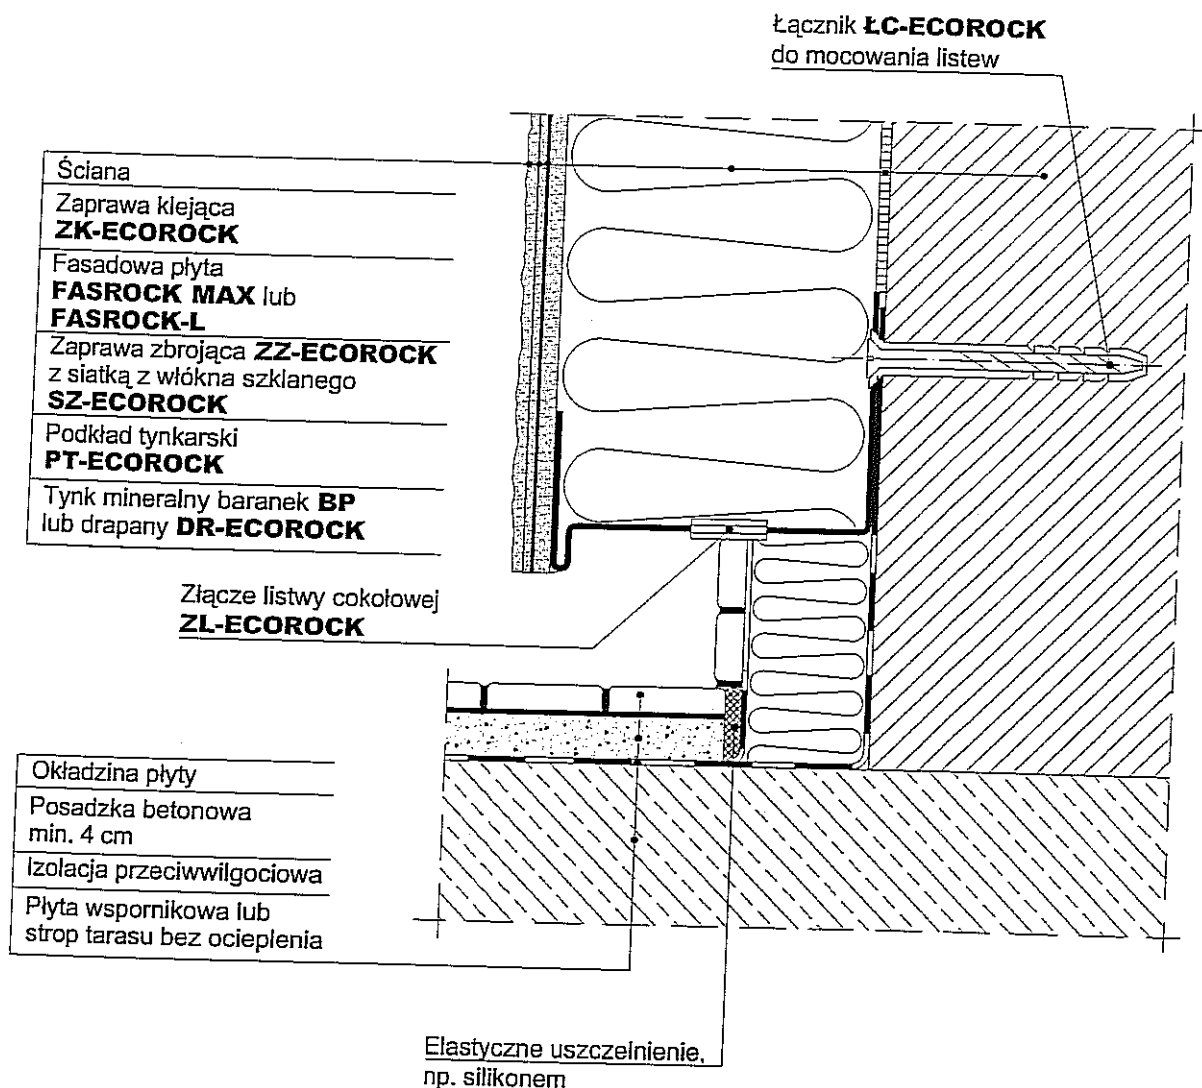 Łącznik ŁC-ECOROCK
do mocowania listew
Ściana
Zaprawa klejąca
ZK-ECOROCK
Fasadowa płyta
FASROCK MAX lub
FASROCK-L
Zaprawa zbrojąca ZZ-ECOROCK
z siatką z włókna szklanego
SZ-ECOROCK
Podkład tynkarski
PT-ECOROCK
Tynk mineralny baranek BP
lub drapany DR-ECOROCK
Złącze listwy cokołowej
ZL-ECOROCK
Okładzina płyty
Posadzka betonowa
min. 4 cm
Izolacja przeciwwilgociowa
Płyta wspornikowa lub
strop tarasu bez ocieplenia
Elastyczne uszczelnienie,
np. silikonem